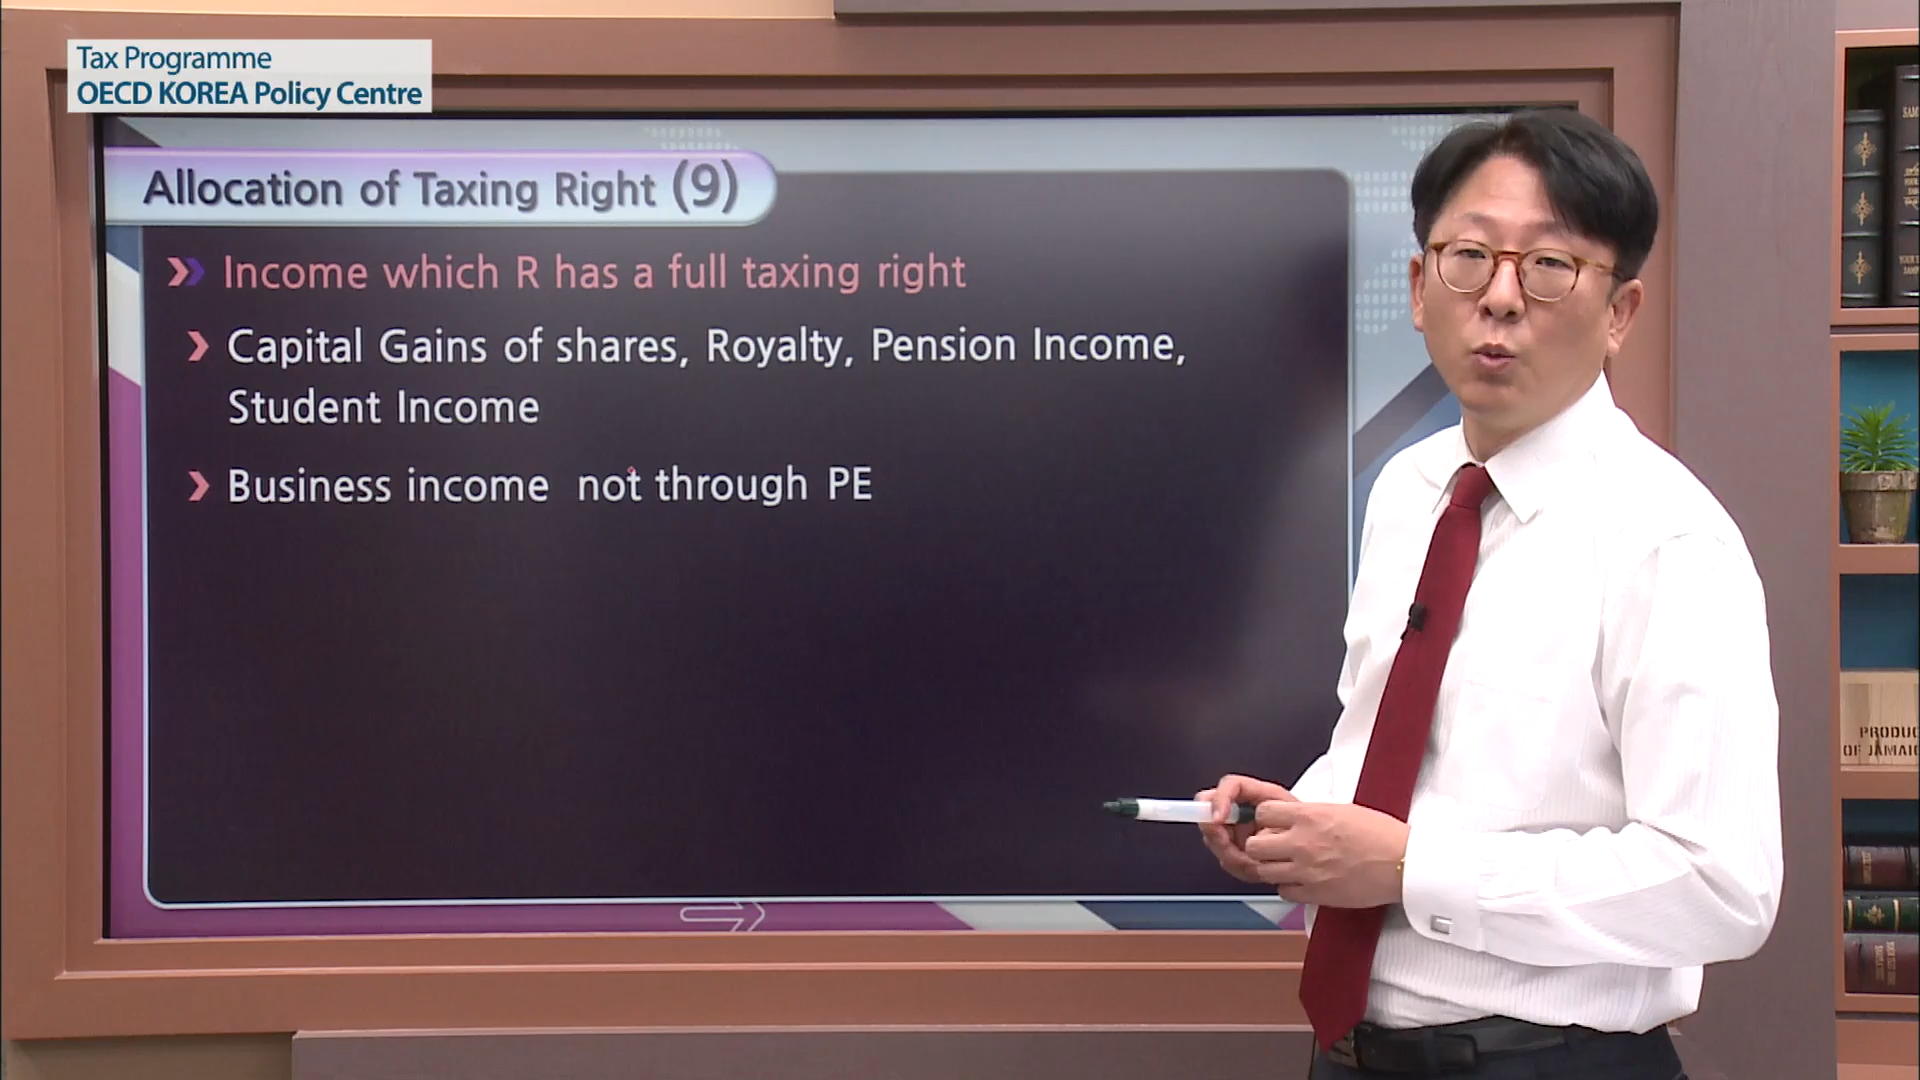 Tax Programme
OECD KOREA Policy Centre
Allocation of Taxing Right (9)
Income which R has a full taxing right
Capital Gains of shares, Royalty, Pension Income,
Student Income
Business income not through PE
PRODUC
OF JAMAIC